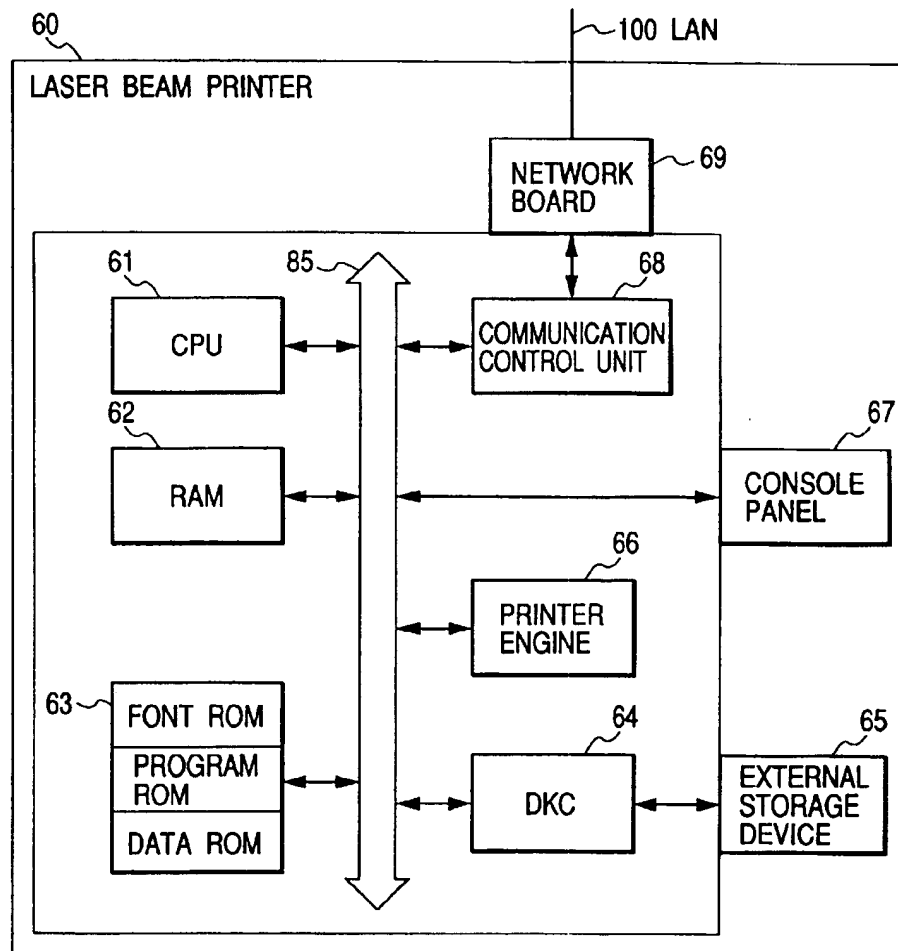 60
100 LAN
LASER BEAM PRINTER
69
NETWORK
BOARD
61
85
68
CPU
COMMUNICATION
CONTROL UNIT
62
67
RAM
CONSOLE
PANEL
66
PRINTER
ENGINE
63
FONT ROM
PROGRAM
ROM
DATA ROM
64
DKC
65
EXTERNAL
STORAGE
DEVICE